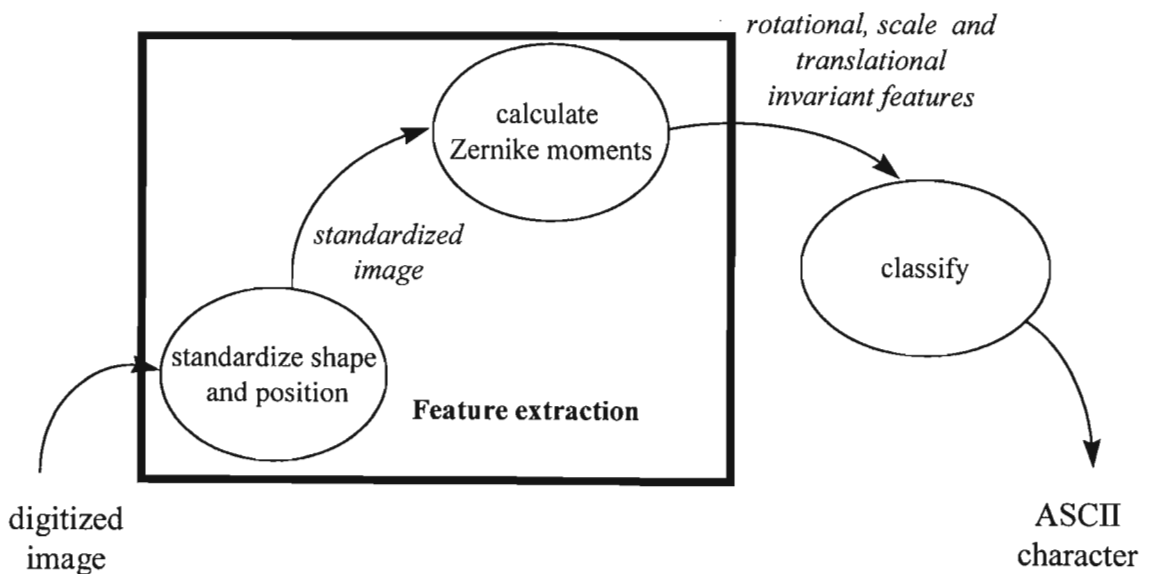 rotational, scale and
translational
invariant features
calculate
Zernike moments
standardized
image
classify
standardize shape
and position
Feature extraction
digitized
image
ASCII
character